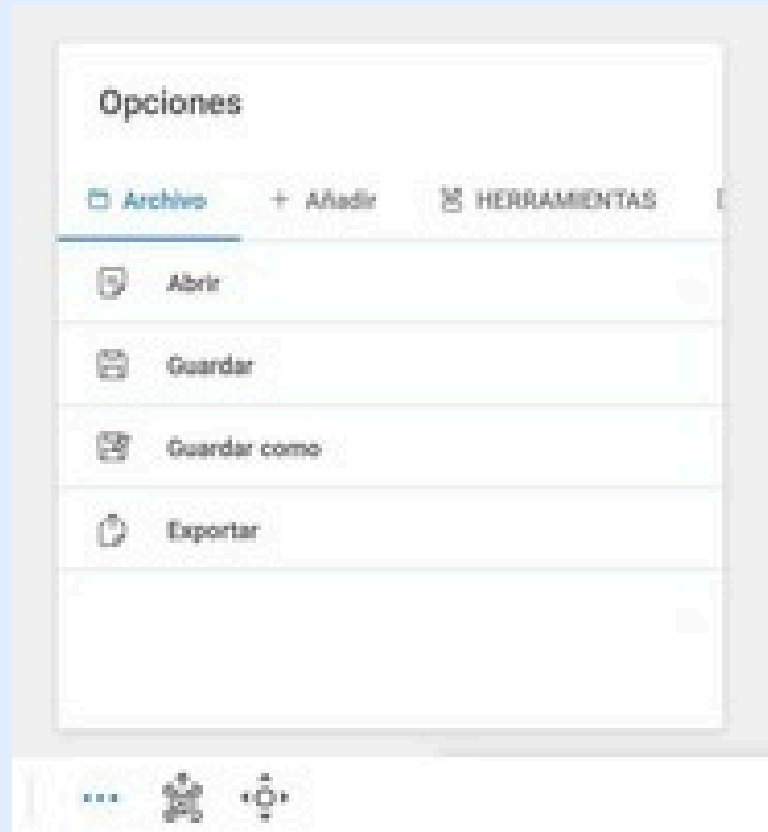 Opciones
Archivo + Añadir HERRAMIENTAS
Abrir
Guardar
Guardar como
Exportar